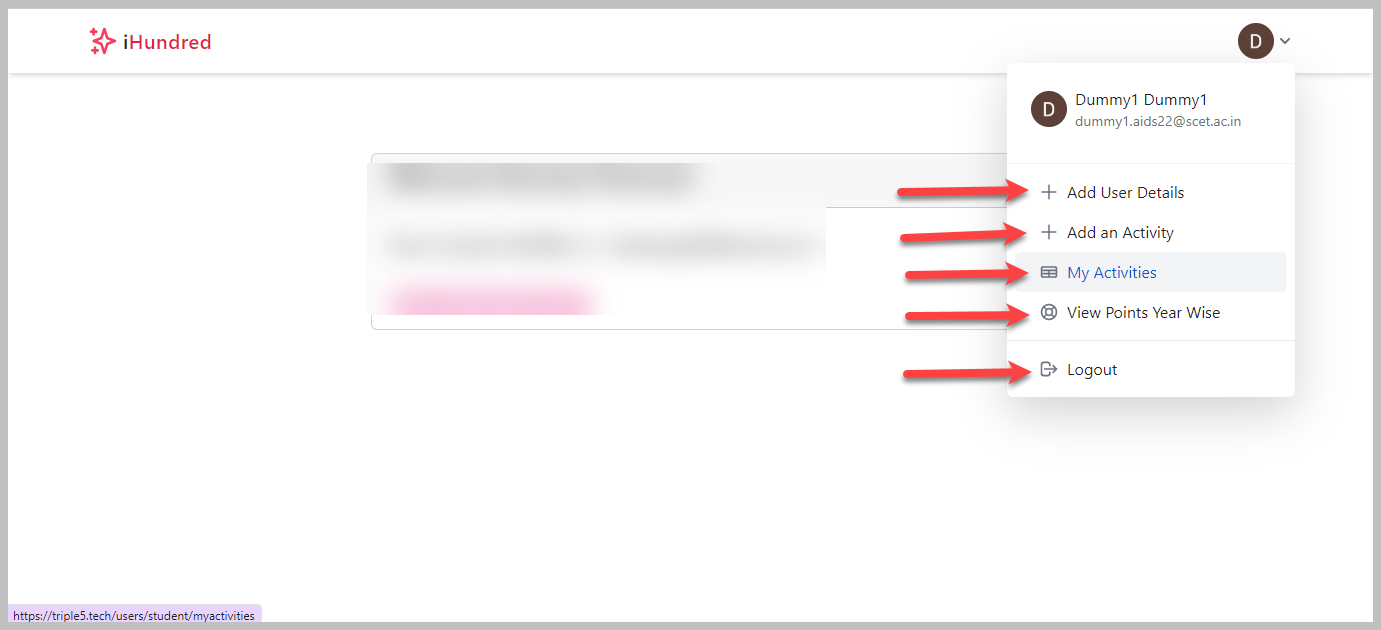 iHundred
D
D
Dummy1 Dummy1
dummy1.aids22@scet.ac.in
Add User Details
Add an Activity
My Activities
View Points Year Wise
Logout
https://triple5.tech/users/student/myactivities